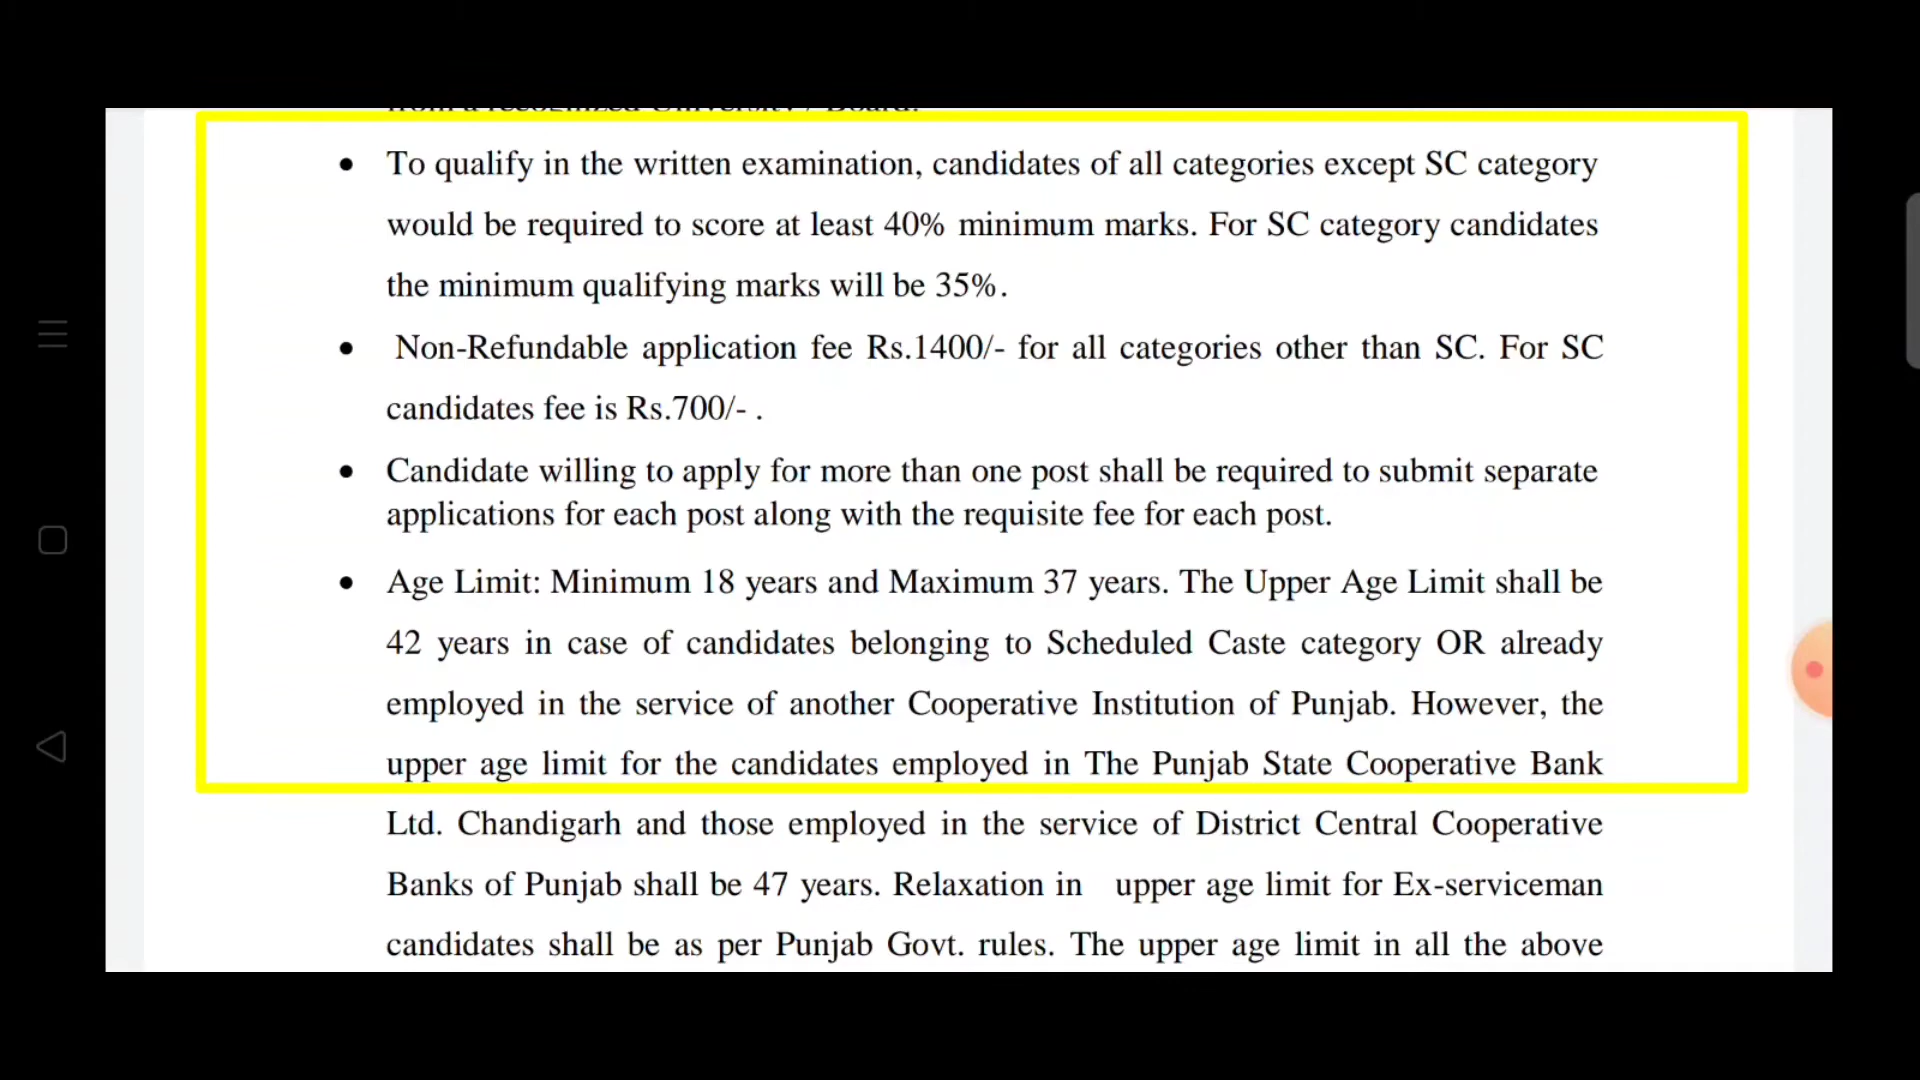 To qualify in the written examination, candidates of all categories except SC category
would be required to score at least 40% minimum marks. For SC category candidates
the minimum qualifying marks will be 35%.
Non-Refundable application fee Rs.1400/- for all categories other than SC. For SC
candidates fee is Rs.700/- .
Candidate willing to apply for more than one post shall be required to submit separate
applications for each post along with the requisite fee for each post.
Age Limit: Minimum 18 years and Maximum 37 years. The Upper Age Limit shall be
42 years in case of candidates belonging to Scheduled Caste category OR already
employed in the service of another Cooperative Institution of Punjab. However, the
upper age limit for the candidates employed in The Punjab State Cooperative Bank
Ltd. Chandigarh and those employed in the service of District Central Cooperative
Banks of Punjab shall be 47 years. Relaxation in upper age limit for Ex-serviceman
candidates shall be as per Punjab Govt. rules. The upper age limit in all the above